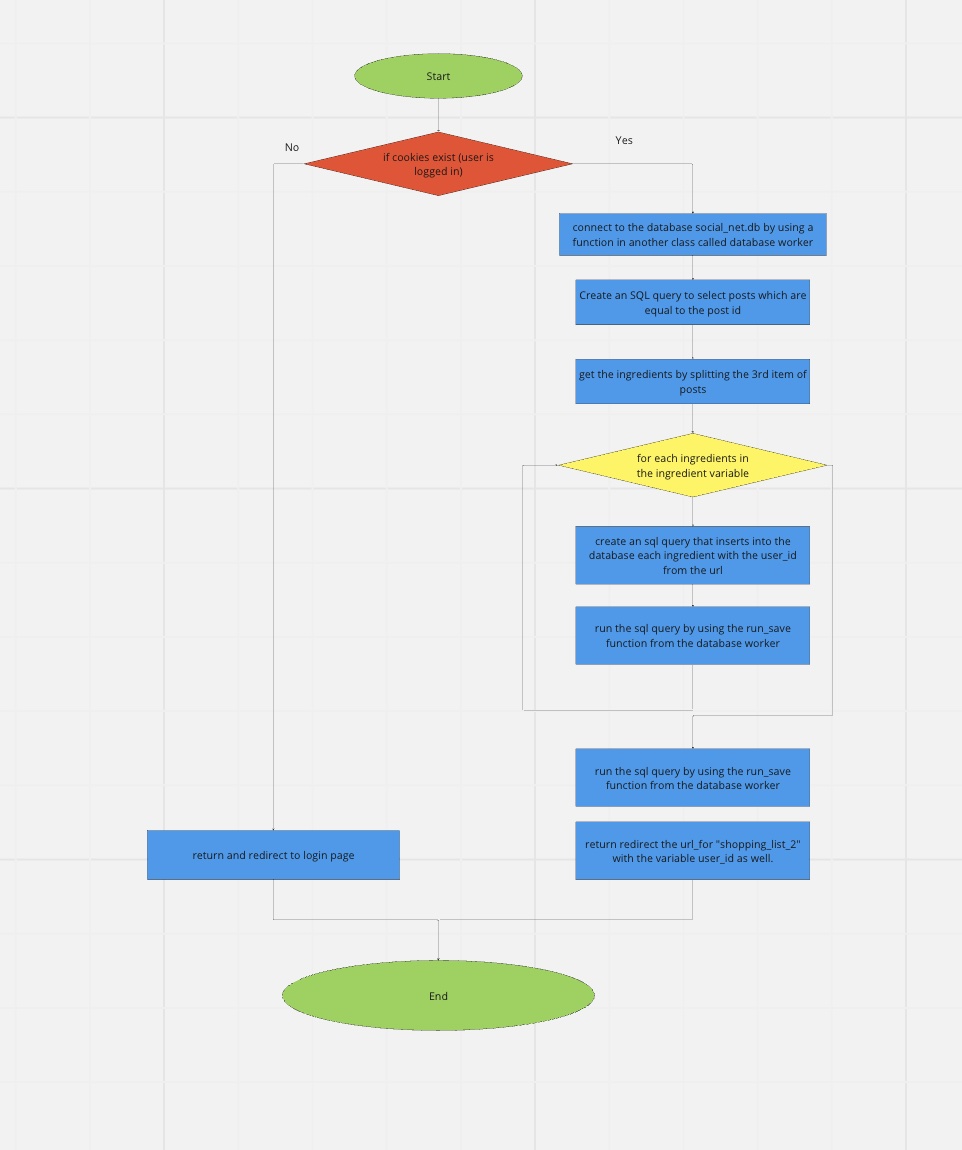 Start
No
Yes
if cookies exist (user is
logged in)
connect to the database social_net.db by using a
function in another class called database worker
Create an SQL query to select posts which are
equal to the post id
get the ingredients by splitting the 3rd item of
posts
for each ingredients in
the ingredient variable
create an sql query that inserts into the
database each ingredient with the user_id
from the url
run the sql query by using the run_save
function from the database worker
run the sql query by using the run_save
function from the database worker
return and redirect to login page
return redirect the url_for "shopping_list_2"
with the variable user_id as well.
End